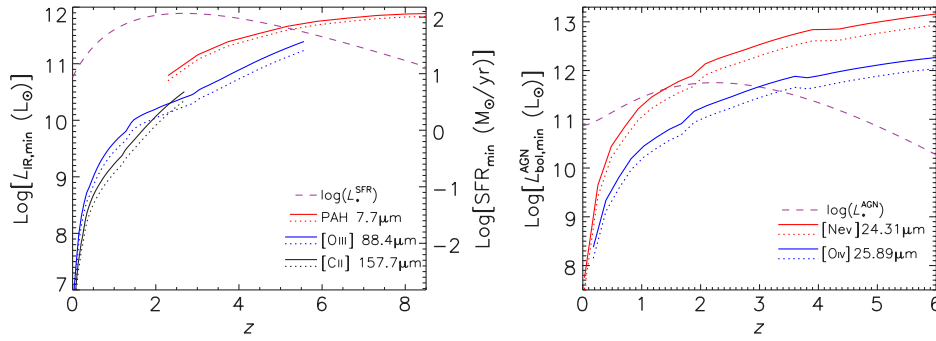 Log[L_IR,min (L_⊙)]
12
11
10
9
8
7
0 2 4 6 8
z
log(L_*^SFR)
PAH 7.7μm
[OIII] 88.4μm
[CII] 157.7μm
2
1
0
−1
−2
Log[SFR_min (M_⊙/yr)]
Log[L^AGN_bol,min (L_⊙)]
13
12
11
10
9
8
0 1 2 3 4 5 6
z
log(L_*^AGN)
[NeV]24.31μm
[OIV]25.89μm